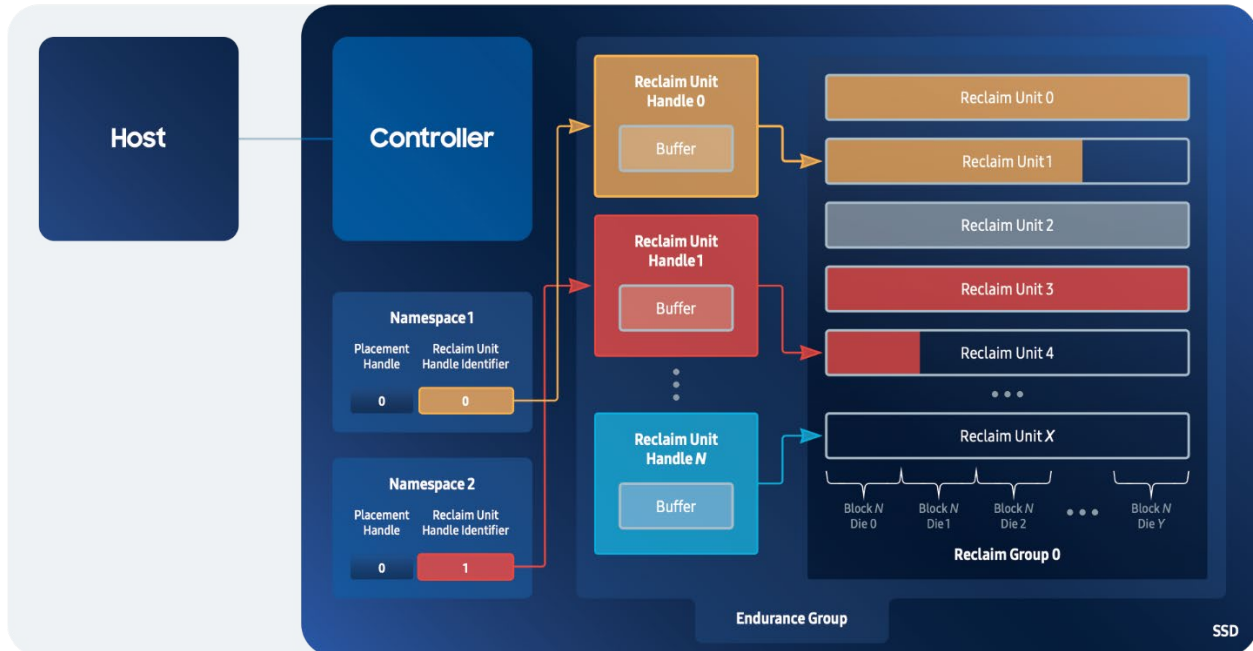 Host
Controller
Namespace 1
Placement
Handle
Reclaim Unit
Handle Identifier
0
0
Namespace 2
Placement
Handle
Reclaim Unit
Handle Identifier
0
1
Reclaim Unit
Handle 0
Buffer
Reclaim Unit
Handle 1
Buffer
Reclaim Unit
Handle N
Buffer
Reclaim Unit 0
Reclaim Unit 1
Reclaim Unit 2
Reclaim Unit 3
Reclaim Unit 4
Reclaim Unit X
Block N
Die 0
Block N
Die 1
Block N
Die 2
Block N
Die Y
Reclaim Group 0
Endurance Group
SSD